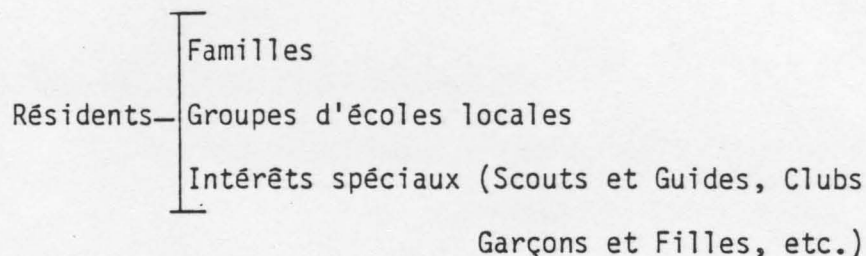 Familles
Résidents— Groupes d'écoles locales
Intérêts spéciaux (Scouts et Guides, Clubs
Garçons et Filles, etc.)